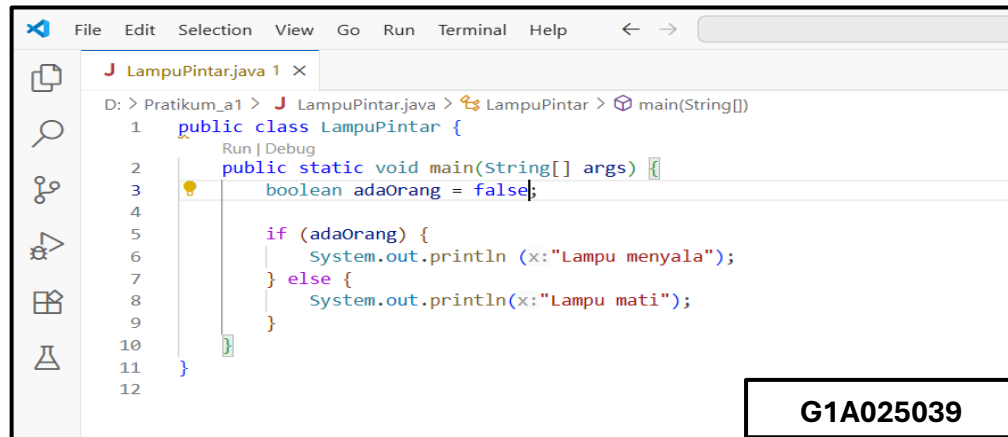 File Edit Selection View Go Run Terminal Help
J LampuPintar.java 1
D: > Pratikum_a1 > J LampuPintar.java > LampuPintar > main(String[])
1 public class LampuPintar {
Run | Debug
2 public static void main(String[] args) {
3 boolean adaOrang = false;
4
5 if (adaOrang) {
6 System.out.println (x:"Lampu menyala");
7 } else {
8 System.out.println(x:"Lampu mati");
9 }
10 }
11 }
12
G1A025039